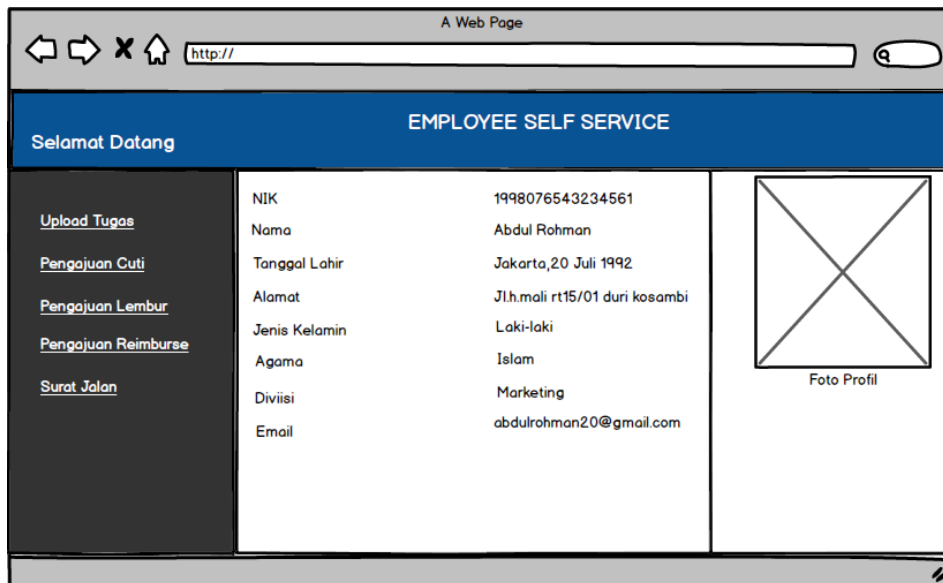 A Web Page
http://
EMPLOYEE SELF SERVICE
Selamat Datang
Upload Tugas
Pengajuan Cuti
Pengajuan Lembur
Pengajuan Reimburse
Surat Jalan
NIK 1998076543234561
Nama Abdul Rohman
Tanggal Lahir Jakarta,20 Juli 1992
Alamat Jl.h.mali rt15/01 duri kosambi
Jenis Kelamin Laki-laki
Agama Islam
Diviisi Marketing
Email abdulrohman20@gmail.com
Foto Profil